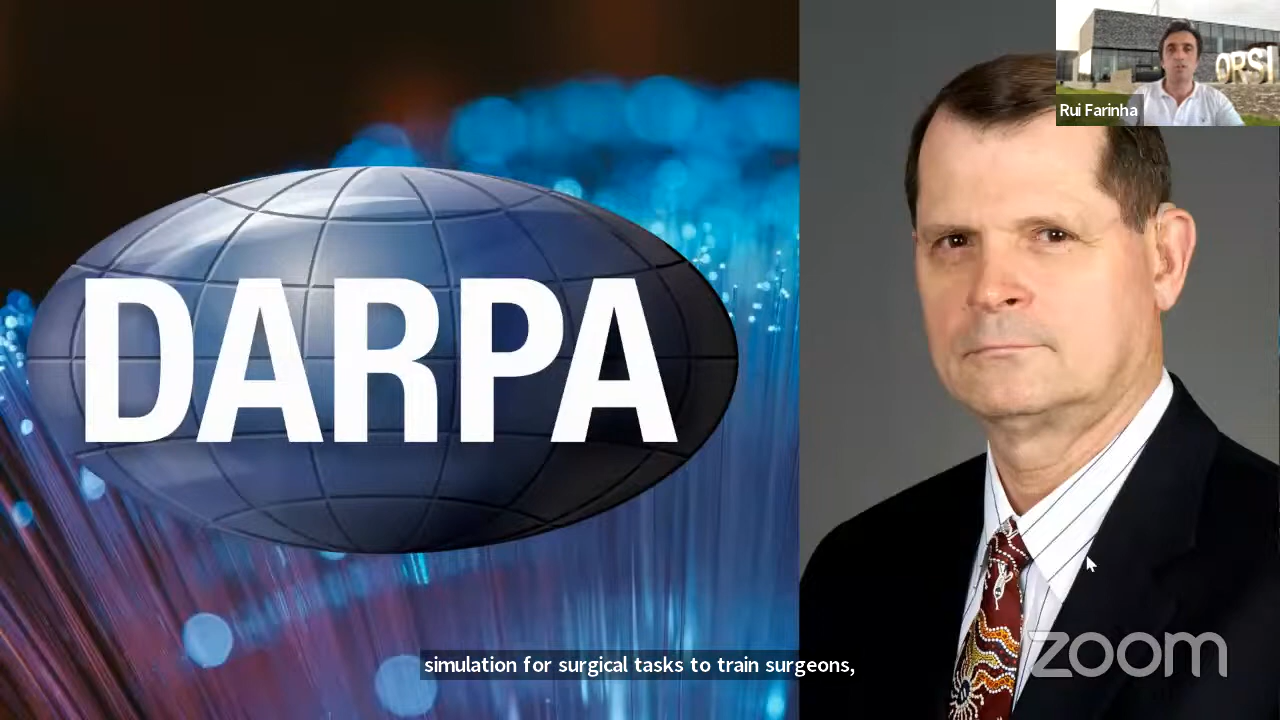 ORSI
Rui Farinha
DARPA
simulation for surgical tasks to train surgeons,
zoom